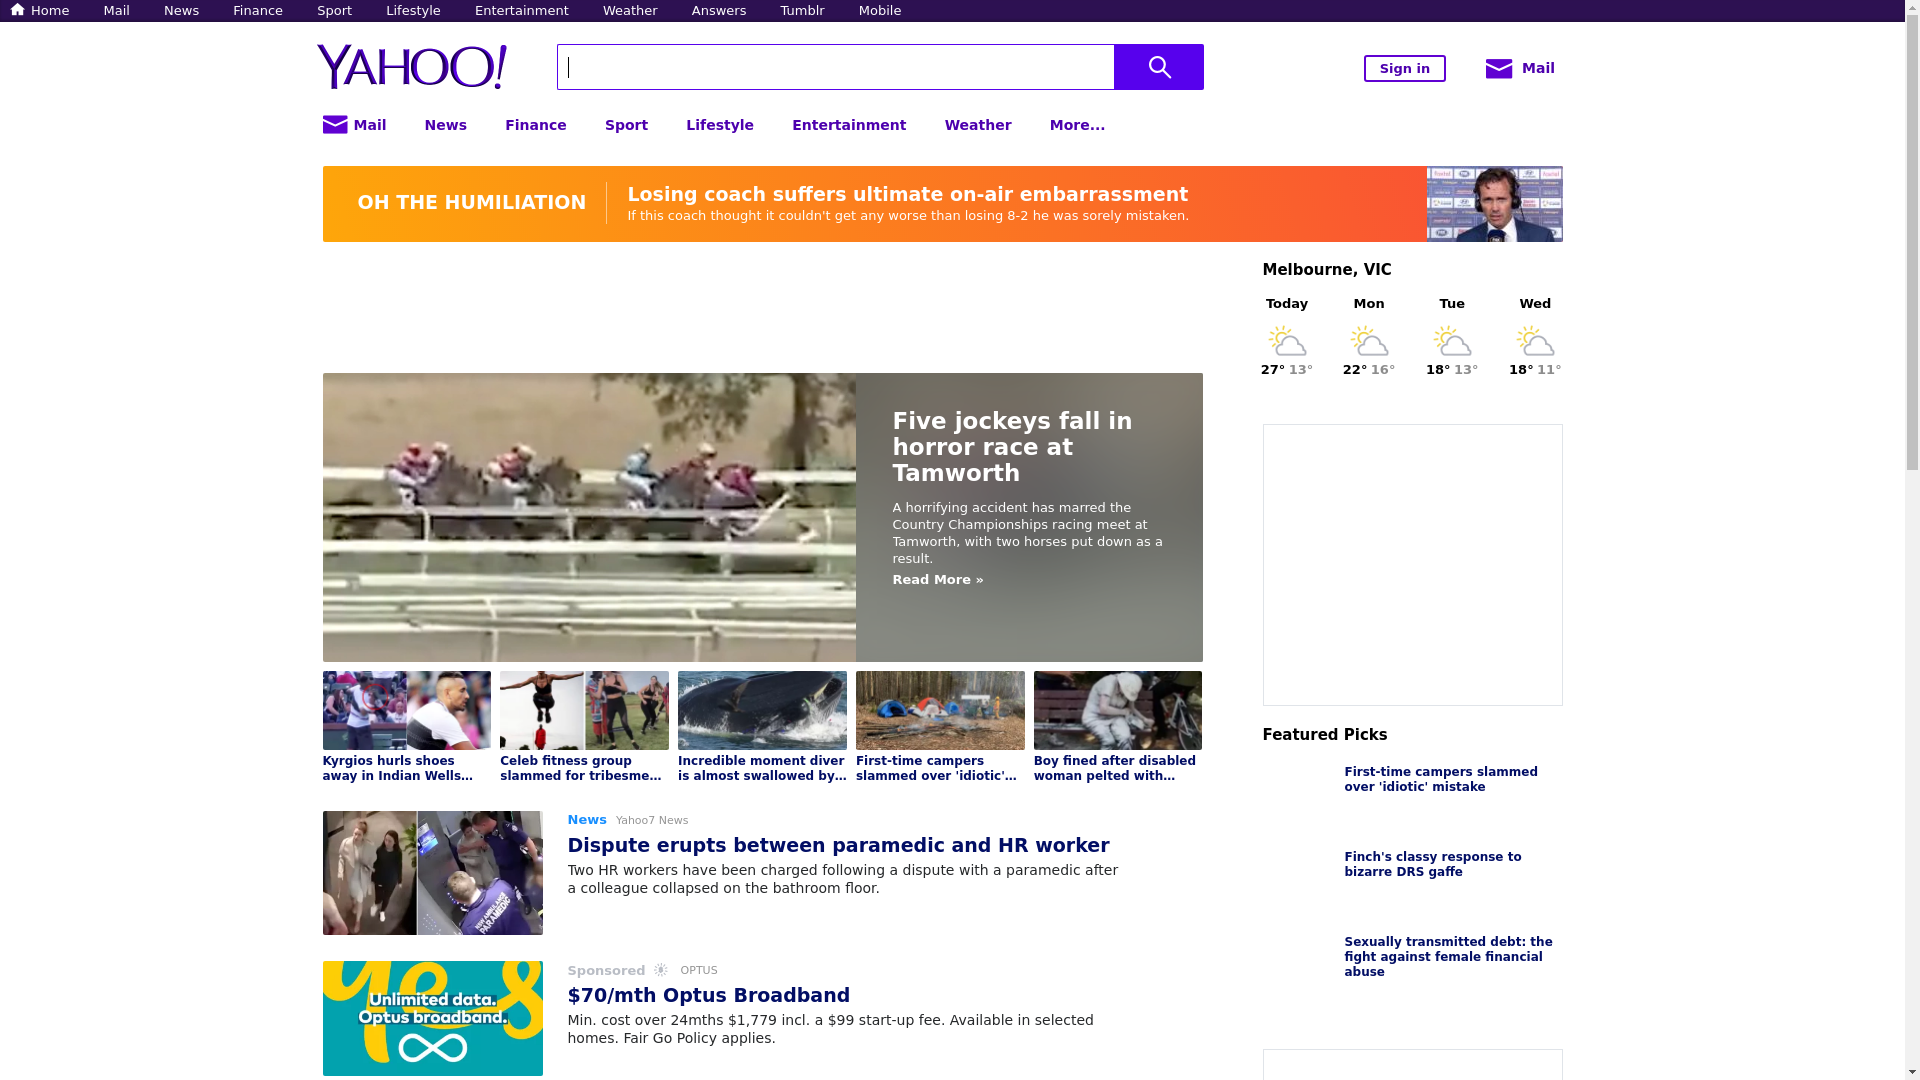 Home Mail News Finance Sport Lifestyle Entertainment Weather Answers Tumblr Mobile
YAHOO!
Sign in
Mail
Mail News Finance Sport Lifestyle Entertainment Weather More...
OH THE HUMILIATION
Losing coach suffers ultimate on-air embarrassment
If this coach thought it couldn't get any worse than losing 8-2 he was sorely mistaken.
Melbourne, VIC
Today Mon Tue Wed
27° 13° 22° 16° 18° 13° 18° 11°
Five jockeys fall in
horror race at
Tamworth
A horrifying accident has marred the
Country Championships racing meet at
Tamworth, with two horses put down as a
result.
Read More »
Kyrgios hurls shoes
away in Indian Wells...
Celeb fitness group
slammed for tribesme...
Incredible moment diver
is almost swallowed by...
First-time campers
slammed over 'idiotic'...
Boy fined after disabled
woman pelted with...
Featured Picks
First-time campers slammed
over 'idiotic' mistake
Finch's classy response to
bizarre DRS gaffe
Sexually transmitted debt: the
fight against female financial
abuse
News Yahoo7 News
Dispute erupts between paramedic and HR worker
Two HR workers have been charged following a dispute with a paramedic after
a colleague collapsed on the bathroom floor.
PARAMEDIC
Sponsored OPTUS
$70/mth Optus Broadband
Min. cost over 24mths $1,779 incl. a $99 start-up fee. Available in selected
homes. Fair Go Policy applies.
Unlimited data.
Optus broadband.